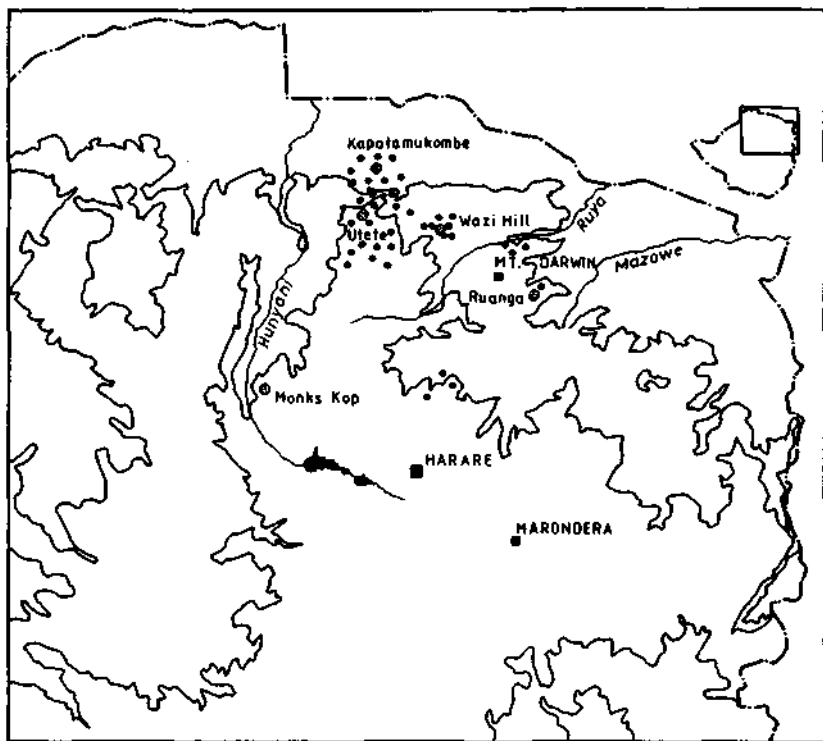 Kapatamukombe
Wazi Hill
Ruya
Utete
MT. DARWIN
Mazowe
Ruanga
Hunyani
Monks Kop
HARARE
MARONDERA